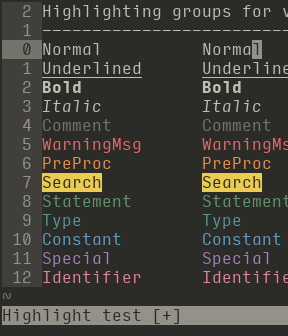 2 Highlighting groups for v
1 ---------------------------
0 Normal Normal
1 Underlined Underline
2 Bold Bold
3 Italic Italic
4 Comment Comment
5 WarningMsg WarningMs
6 PreProc PreProc
7 Search Search
8 Statement Statement
9 Type Type
10 Constant Constant
11 Special Special
12 Identifier Identifi
~
Highlight test [+]